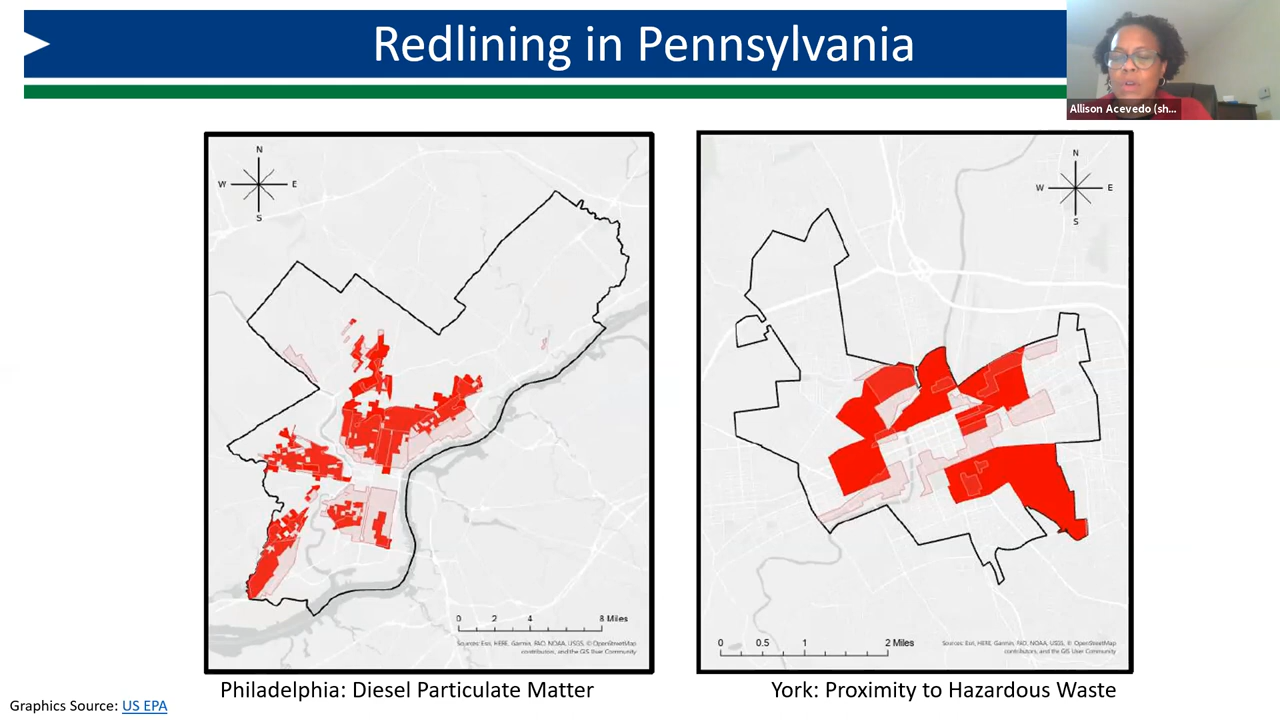 Redlining in Pennsylvania
Allison Acevedo (sh...
N
W
E
S
0
2
4
8 Miles
Sources: Esri, HERE, Garmin, FAO, NOAA, USGS, © OpenStreetMap
contributors, and the GIS User Community
N
W
E
S
0
0.5
1
2 Miles
Sources: Esri, HERE, Garmin, FAO, NOAA, USGS, © OpenStreetMap
contributors, and the GIS User Community
Philadelphia: Diesel Particulate Matter
York: Proximity to Hazardous Waste
Graphics Source: US EPA